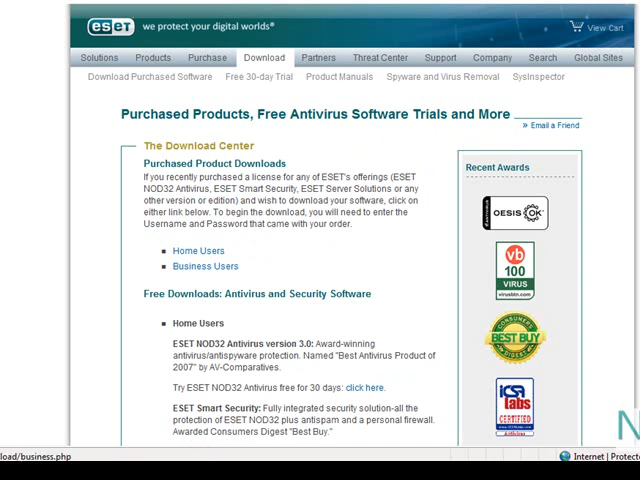 eset we protect your digital worlds®
View Cart
Solutions Products Purchase Download Partners Threat Center Support Company Search Global Sites
Download Purchased Software Free 30-day Trial Product Manuals Spyware and Virus Removal SysInspector
Purchased Products, Free Antivirus Software Trials and More
» Email a Friend
The Download Center
Purchased Product Downloads
If you recently purchased a license for any of ESET's offerings (ESET
NOD32 Antivirus, ESET Smart Security, ESET Server Solutions or any
other version or edition) and wish to download your software, click on
either link below. To begin the download, you will need to enter the
Username and Password that came with your order.
Home Users
Business Users
Free Downloads: Antivirus and Security Software
Home Users
ESET NOD32 Antivirus version 3.0: Award-winning
antivirus/antispyware protection. Named "Best Antivirus Product of
2007" by AV-Comparatives.
Try ESET NOD32 Antivirus free for 30 days: click here.
ESET Smart Security: Fully integrated security solution-all the
protection of ESET NOD32 plus antispam and a personal firewall.
Awarded Consumers Digest "Best Buy."
Recent Awards
OESIS OK
vb
100
VIRUS
virusbtn.com
CONSUMERS
BEST BUY
DIGEST
ICSA
labs
CERTIFIED
Antivirus
N
load/business.php
Internet | Protecte